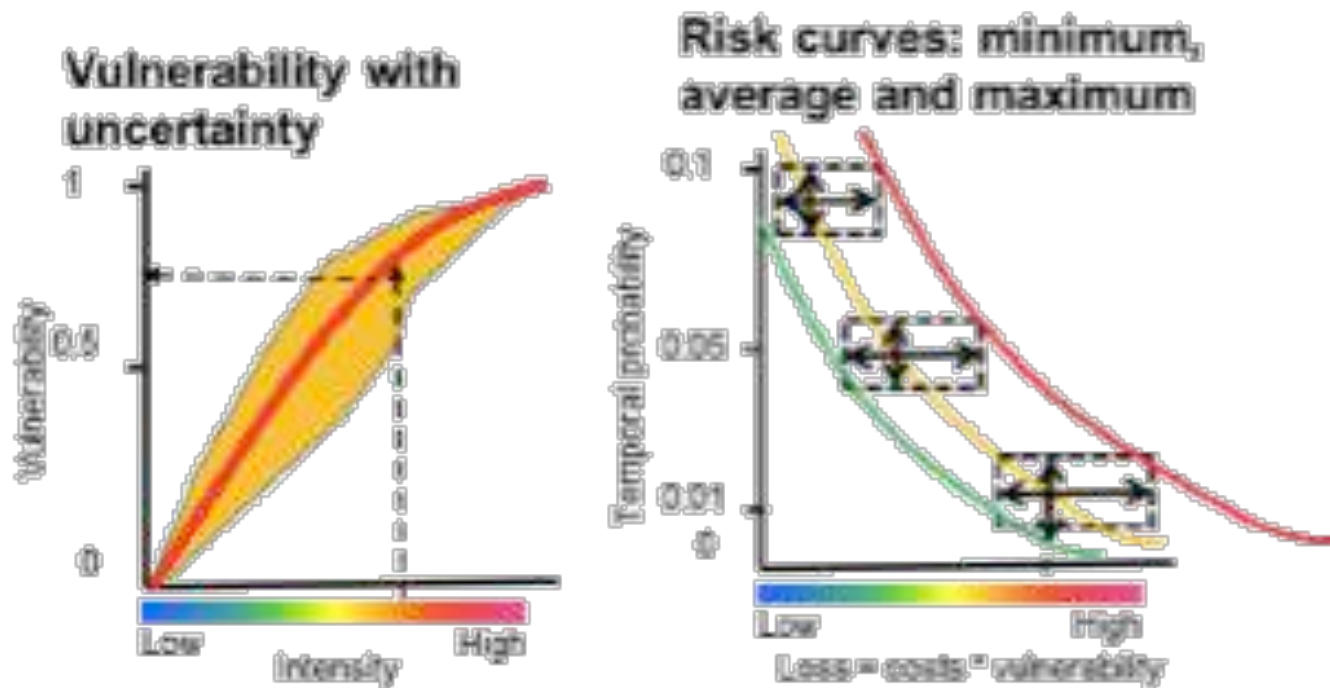 Vulnerability with
uncertainty
1
0.5
0
Vulnerability
Low
High
Intensity
Risk curves: minimum,
average and maximum
0.1
0.05
0.01
0
Temporal probability
Low
High
Loss = costs * vulnerability